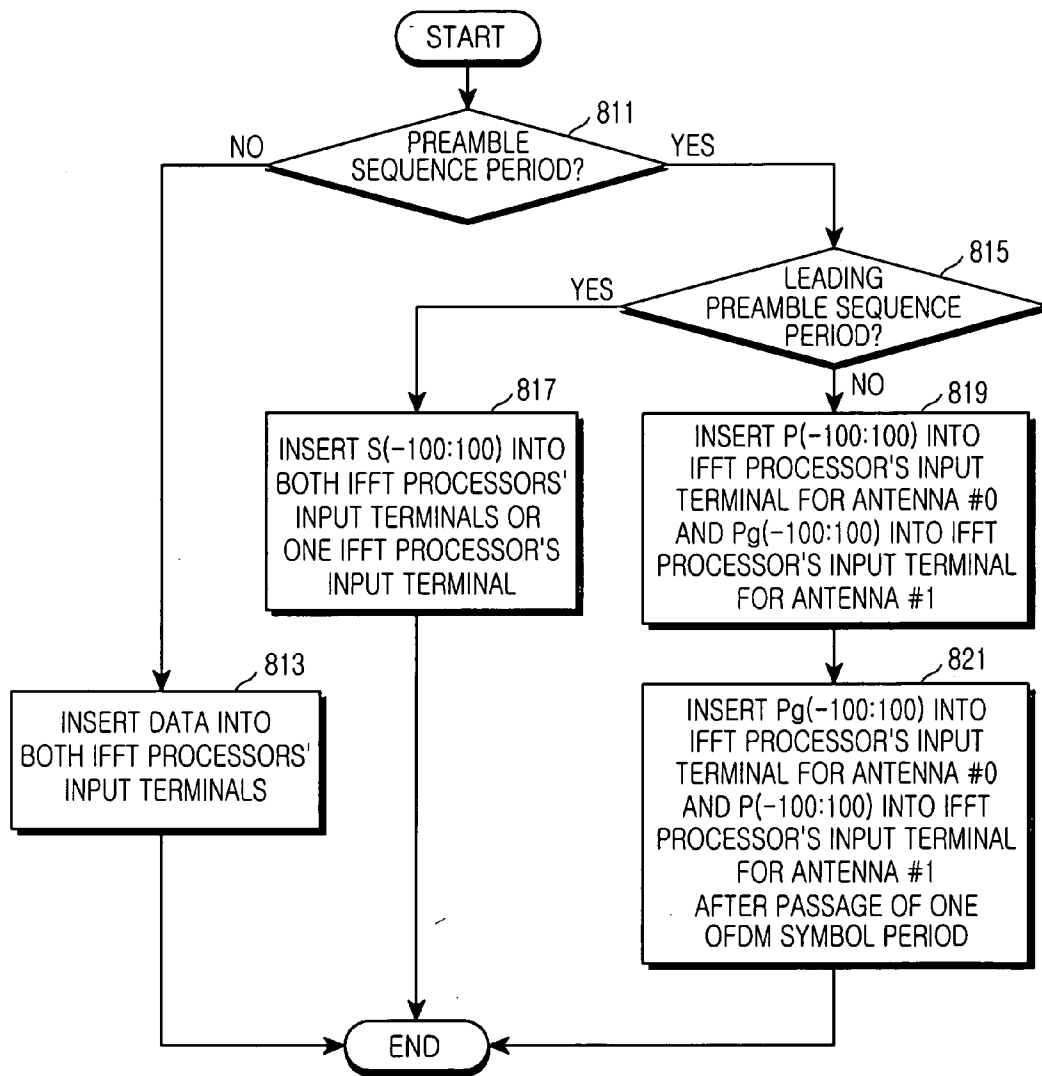 START
811
PREAMBLE
SEQUENCE PERIOD?
NO
YES
815
LEADING
PREAMBLE SEQUENCE
PERIOD?
YES
NO
817
INSERT S(-100:100) INTO
BOTH IFFT PROCESSORS'
INPUT TERMINALS OR
ONE IFFT PROCESSOR'S
INPUT TERMINAL
819
INSERT P(-100:100) INTO
IFFT PROCESSOR'S INPUT
TERMINAL FOR ANTENNA #0
AND Pg(-100:100) INTO IFFT
PROCESSOR'S INPUT TERMINAL
FOR ANTENNA #1
813
INSERT DATA INTO
BOTH IFFT PROCESSORS'
INPUT TERMINALS
821
INSERT Pg(-100:100) INTO
IFFT PROCESSOR'S INPUT
TERMINAL FOR ANTENNA #0
AND P(-100:100) INTO IFFT
PROCESSOR'S INPUT TERMINAL
FOR ANTENNA #1
AFTER PASSAGE OF ONE
OFDM SYMBOL PERIOD
END